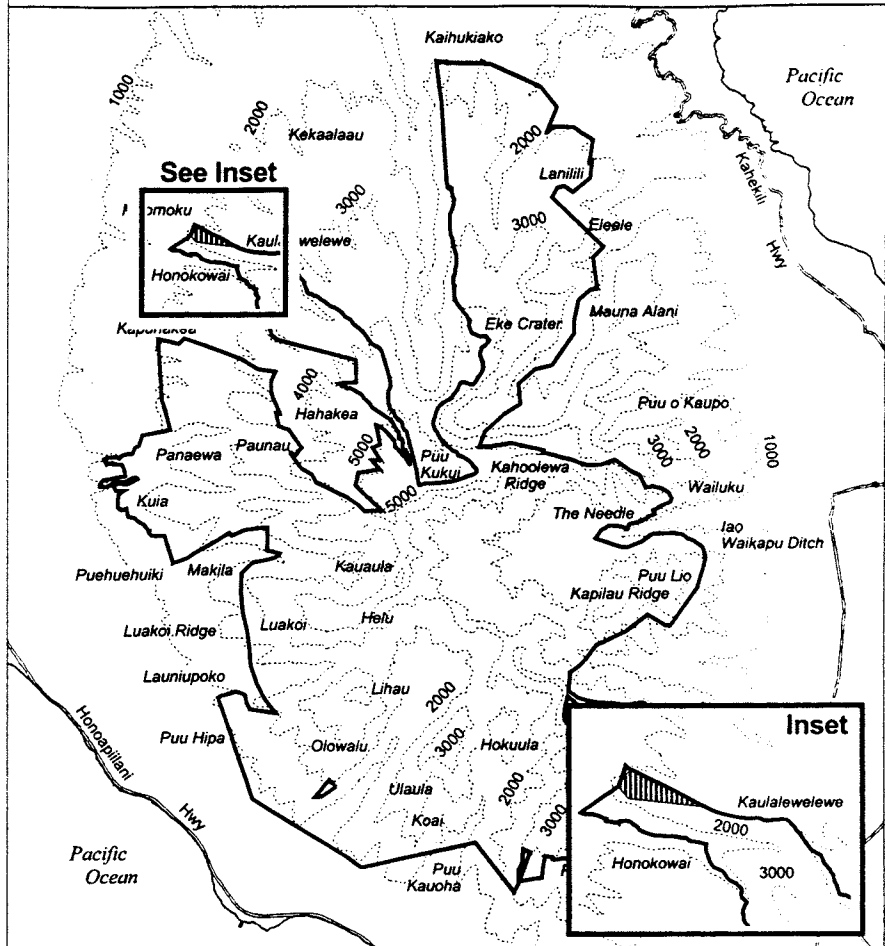 Kaihukiako
Pacific
Ocean
1000
2000
Kekaalaau
2000
Lanilili
Kahekili
Hwy
See Inset
3000
3000
Eleele
omoku
Kaula welewe
Honokowai
Eke Crater
Mauna Alani
4000
Hahakea
Puu o Kaupo
3000
2000
1000
Panaewa
Paunau
5000
Puu
Kukui
Kahoolewa
Ridge
Wailuku
Kuia
5000
The Needle
Iao
Waikapu Ditch
Puehuehuiki
Makila
Kauaula
Puu Lio
Kapilau Ridge
Luakoi Ridge
Luakoi
Helu
Launiupoko
Lihau
2000
Honoapiilani
Hwy
Puu Hipa
Olowalu
3000
Hokuula
Inset
Ulaula
2000
Koai
3000
Kaulalewelewe
2000
Honokowai
3000
Pacific
Ocean
Puu
Kauoha